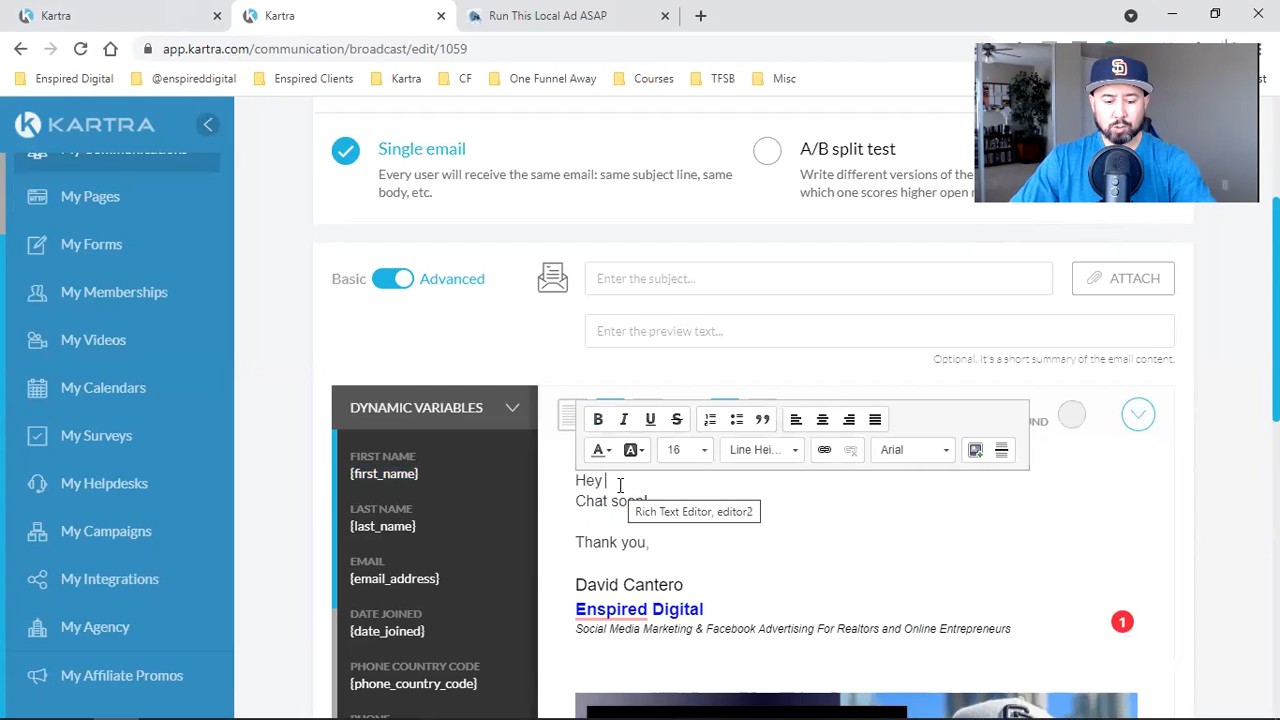 Kartra
Kartra
Run This Local Ad ASAP
app.kartra.com/communication/broadcast/edit/1059
Enspired Digital
@enspireddigital
Enspired Clients
Kartra
CF
One Funnel Away
Courses
TFSB
Misc
KARTRA
My Communications
My Pages
My Forms
My Memberships
My Videos
My Calendars
My Surveys
My Helpdesks
My Automations
My Integrations
My Agency
My Affiliate Promos
Single email
Every user will receive the same email: same subject line, same
body, etc.
A/B split test
Write different versions of the
which one scores higher open
Basic
Advanced
Enter the subject...
ATTACH
Enter the preview text...
Optional. It's a short summary of the email content.
DYNAMIC VARIABLES
FIRST NAME
{first_name}
LAST NAME
{last_name}
EMAIL
{email_address}
DATE JOINED
{date_joined}
PHONE COUNTRY CODE
{phone_country_code}
B I U S
A A 16 Line Hei... Arial
Hey
Chat soon!
Rich Text Editor, editor2
Thank you,
David Cantero
Enspired Digital
Social Media Marketing & Facebook Advertising For Realtors and Online Entrepreneurs
1
SD